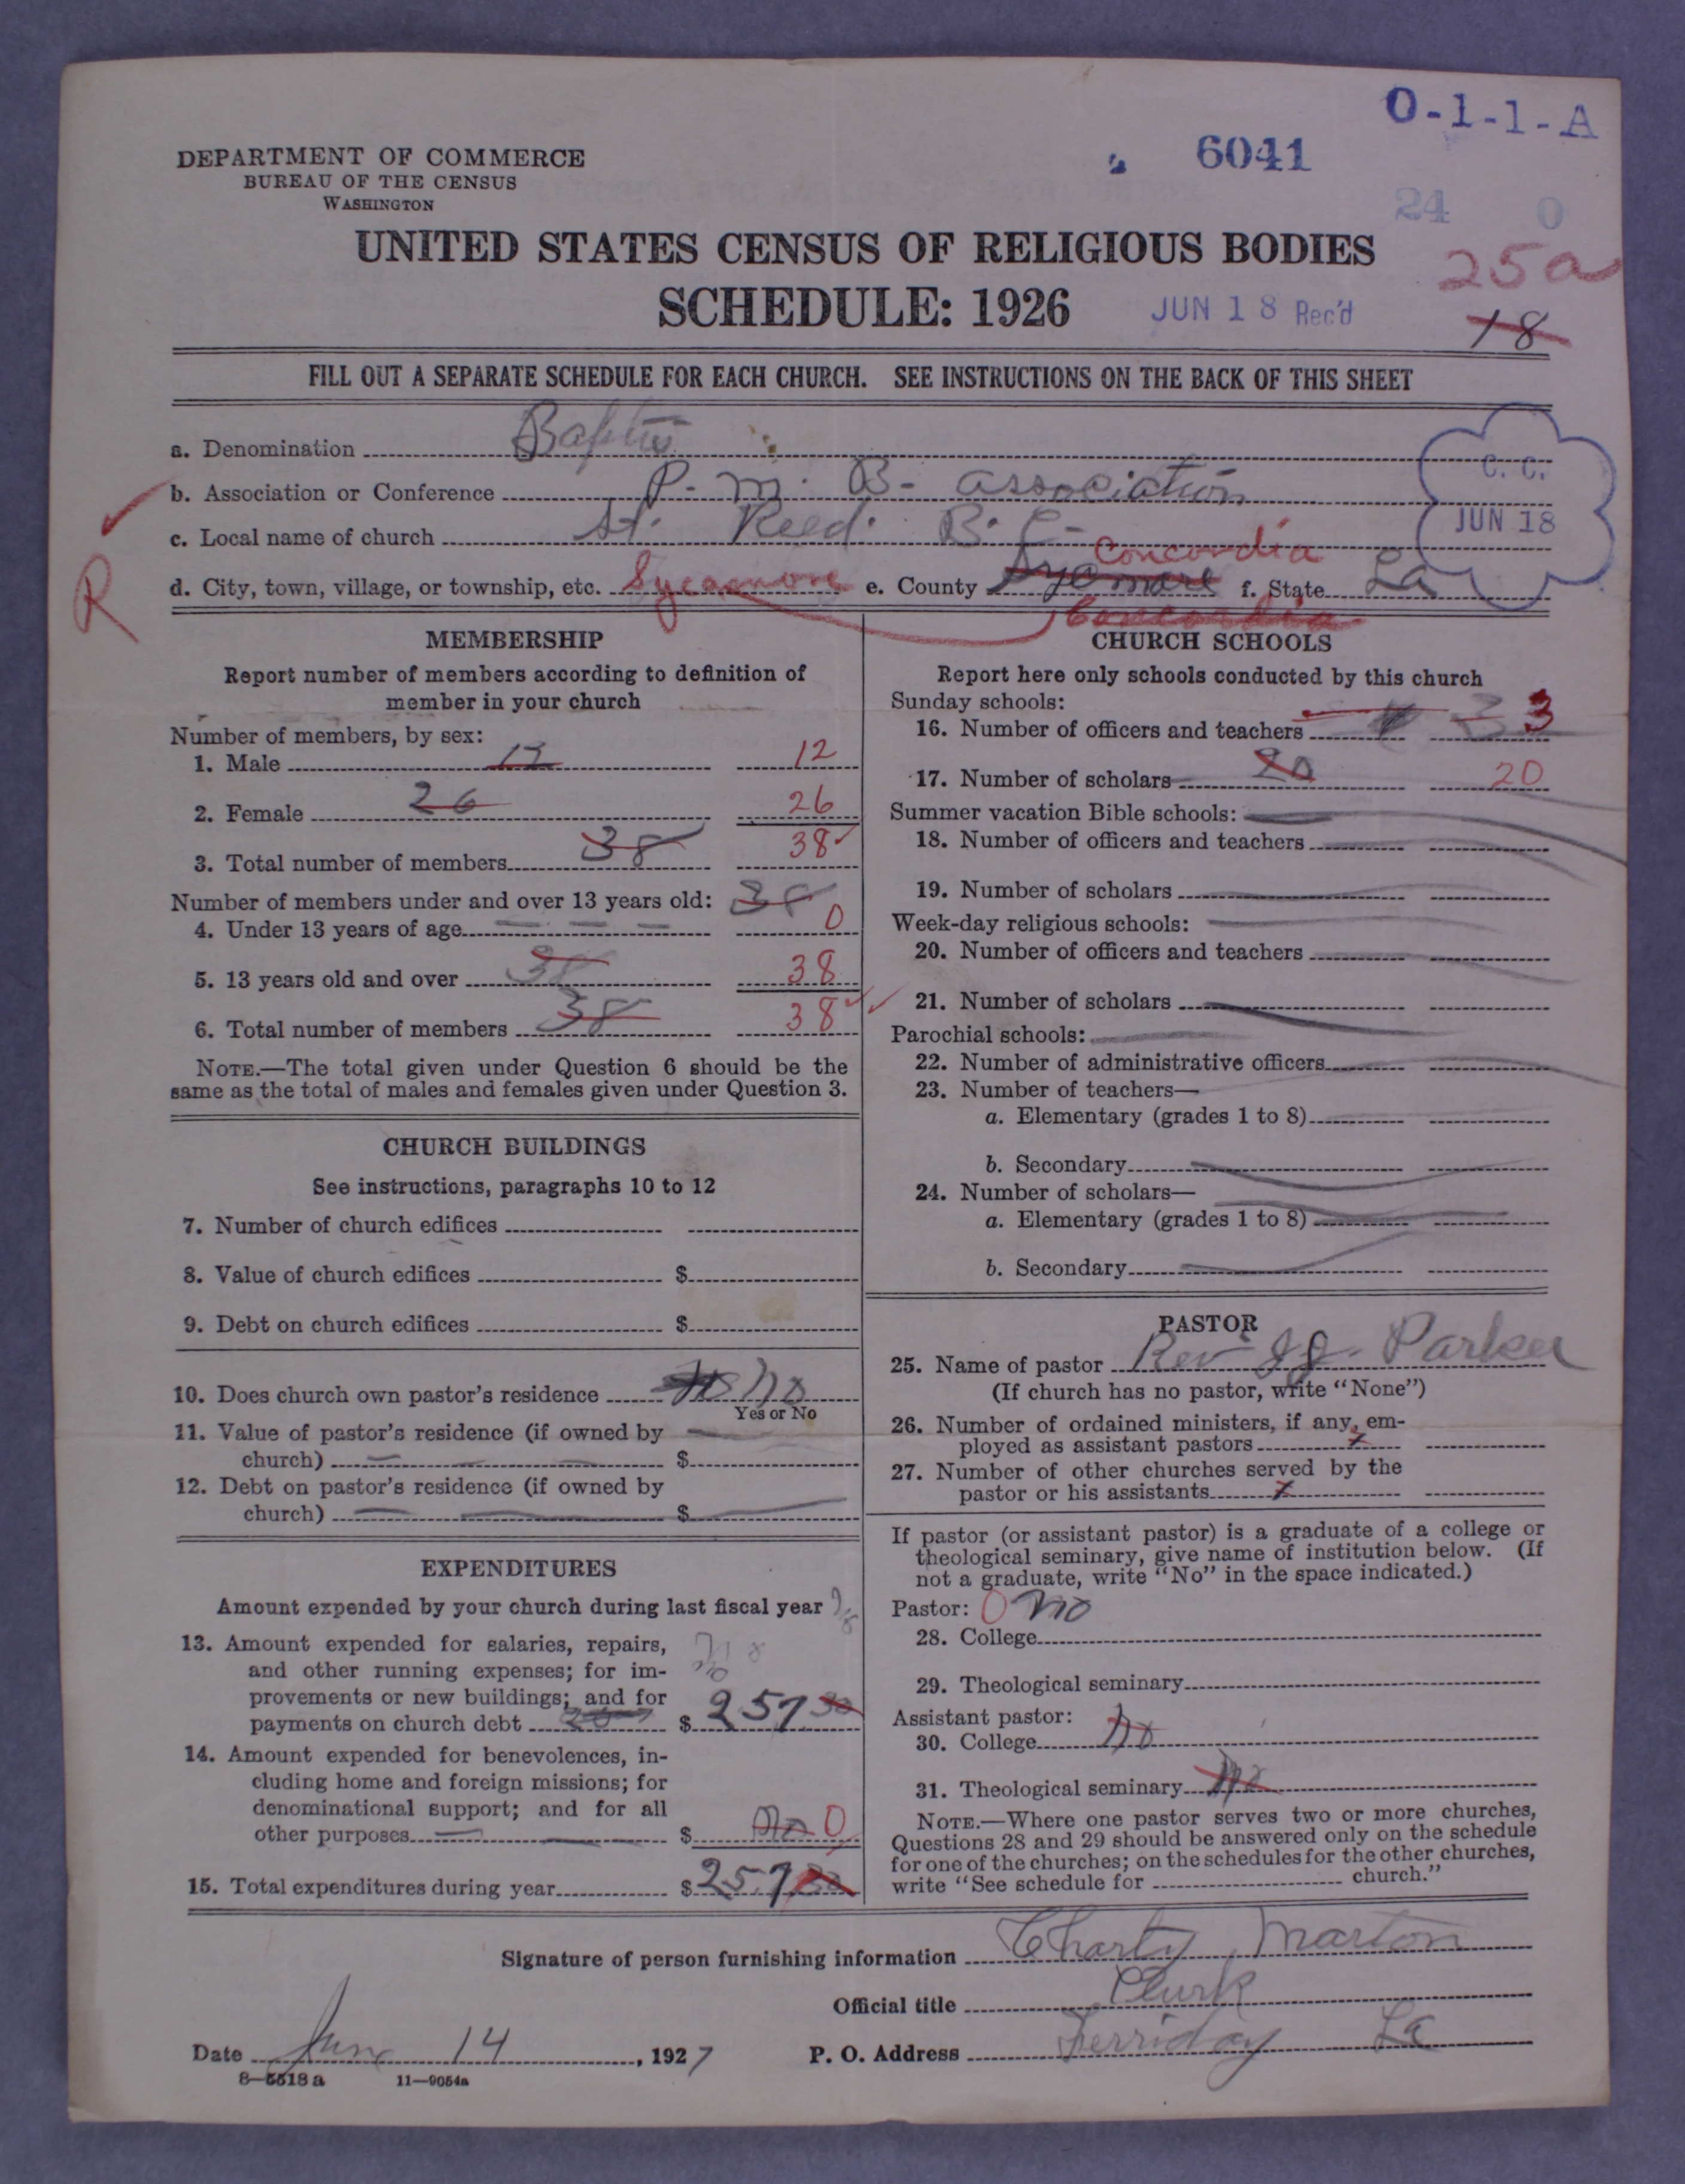 O-1-1-A
6041
DEPARTMENT OF COMMERCE
BUREAU OF THE CENSUS
WASHINGTON
24 0
UNITED STATES CENSUS OF RELIGIOUS BODIES
25a
SCHEDULE: 1926
JUN 18 Rec'd
18
FILL OUT A SEPARATE SCHEDULE FOR EACH CHURCH. SEE INSTRUCTIONS ON THE BACK OF THIS SHEET
a. Denomination
b. Association or Conference P. M. B. association
C. C.
JUN 18
c. Local name of church St. Reed. B. C.
Concordia
R
d. City, town, village, or township, etc. Sycamore e. County Sycomore f. State La
Concordia
MEMBERSHIP
Report number of members according to definition of
member in your church
Number of members, by sex:
1. Male 12 12
2. Female 26 26
3. Total number of members 38 38
Number of members under and over 13 years old: 38
4. Under 13 years of age 0
5. 13 years old and over 38 38
6. Total number of members 38 38
NOTE.—The total given under Question 6 should be the
same as the total of males and females given under Question 3.
CHURCH BUILDINGS
See instructions, paragraphs 10 to 12
7. Number of church edifices
8. Value of church edifices $
9. Debt on church edifices $
10. Does church own pastor's residence no
Yes or No
11. Value of pastor's residence (if owned by
church) $
12. Debt on pastor's residence (if owned by
church) $
EXPENDITURES
Amount expended by your church during last fiscal year
13. Amount expended for salaries, repairs,
and other running expenses; for im-
provements or new buildings; and for
payments on church debt $ 257 30
14. Amount expended for benevolences, in-
cluding home and foreign missions; for
denominational support; and for all
other purposes $ No 0
15. Total expenditures during year $ 257 30
CHURCH SCHOOLS
Report here only schools conducted by this church
Sunday schools:
16. Number of officers and teachers 3 3
17. Number of scholars 20 20
Summer vacation Bible schools:
18. Number of officers and teachers
19. Number of scholars
Week-day religious schools:
20. Number of officers and teachers
21. Number of scholars
Parochial schools:
22. Number of administrative officers
23. Number of teachers—
a. Elementary (grades 1 to 8)
b. Secondary
24. Number of scholars—
a. Elementary (grades 1 to 8)
b. Secondary
PASTOR
25. Name of pastor Rev J J. Parker
(If church has no pastor, write "None")
26. Number of ordained ministers, if any, em-
ployed as assistant pastors x
27. Number of other churches served by the
pastor or his assistants x
If pastor (or assistant pastor) is a graduate of a college or
theological seminary, give name of institution below. (If
not a graduate, write "No" in the space indicated.)
Pastor: 0 no
28. College
29. Theological seminary
Assistant pastor:
30. College no
31. Theological seminary no
NOTE.—Where one pastor serves two or more churches,
Questions 28 and 29 should be answered only on the schedule
for one of the churches; on the schedules for the other churches,
write "See schedule for church."
Signature of person furnishing information Charty Marton
Official title Clurk
Date June 14, 1927 P. O. Address Ferriday La
8—5518 a 11—9054a